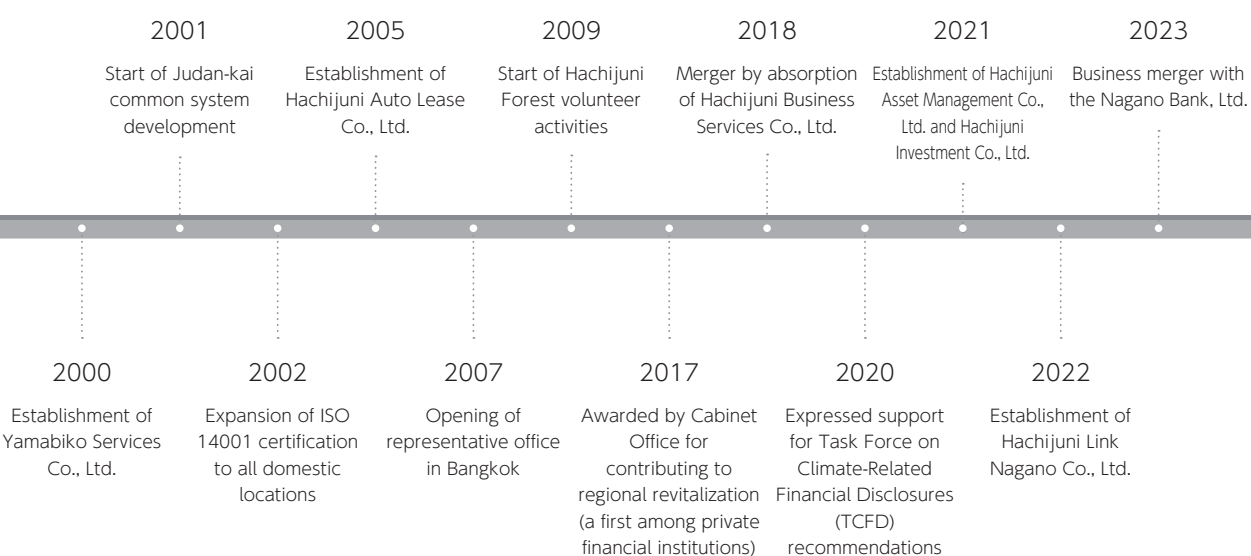 2001
Start of Judan-kai
common system
development
2005
Establishment of
Hachijuni Auto Lease
Co., Ltd.
2009
Start of Hachijuni
Forest volunteer
activities
2018
Merger by absorption
of Hachijuni Business
Services Co., Ltd.
2021
Establishment of Hachijuni
Asset Management Co.,
Ltd. and Hachijuni
Investment Co., Ltd.
2023
Business merger with
the Nagano Bank, Ltd.
2000
Establishment of
Yamabiko Services
Co., Ltd.
2002
Expansion of ISO
14001 certification
to all domestic
locations
2007
Opening of
representative office
in Bangkok
2017
Awarded by Cabinet
Office for
contributing to
regional revitalization
(a first among private
financial institutions)
2020
Expressed support
for Task Force on
Climate-Related
Financial Disclosures
(TCFD)
recommendations
2022
Establishment of
Hachijuni Link
Nagano Co., Ltd.